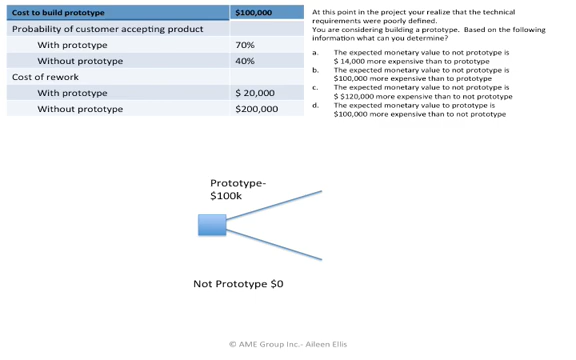 Cost to build prototype $100,000
Probability of customer accepting product
With prototype 70%
Without prototype 40%
Cost of rework
With prototype $ 20,000
Without prototype $200,000
At this point in the project your realize that the technical
requirements were poorly defined.
You are considering building a prototype. Based on the following
information what can you determine?
a. The expected monetary value to not prototype is
$ 14,000 more expensive than to prototype
b. The expected monetary value to not prototype is
$100,000 more expensive than to prototype
c. The expected monetary value to not prototype is
$ $120,000 more expensive than to not prototype
d. The expected monetary value to prototype is
$100,000 more expensive than to not prototype
Prototype-
$100k
Not Prototype $0
© AME Group Inc.- Aileen Ellis